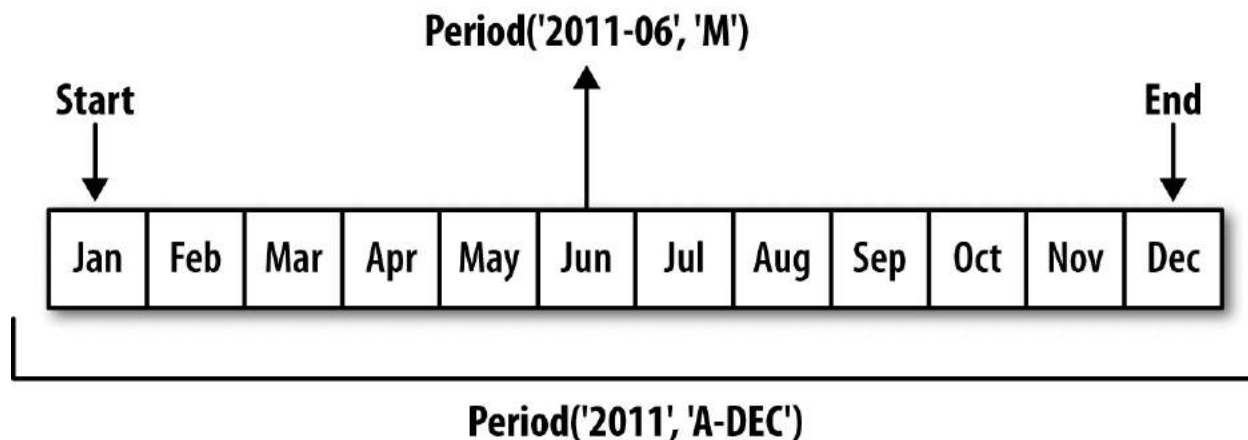 Period('2011-06', 'M')
Start End
Jan Feb Mar Apr May Jun Jul Aug Sep Oct Nov Dec
Period('2011', 'A-DEC')